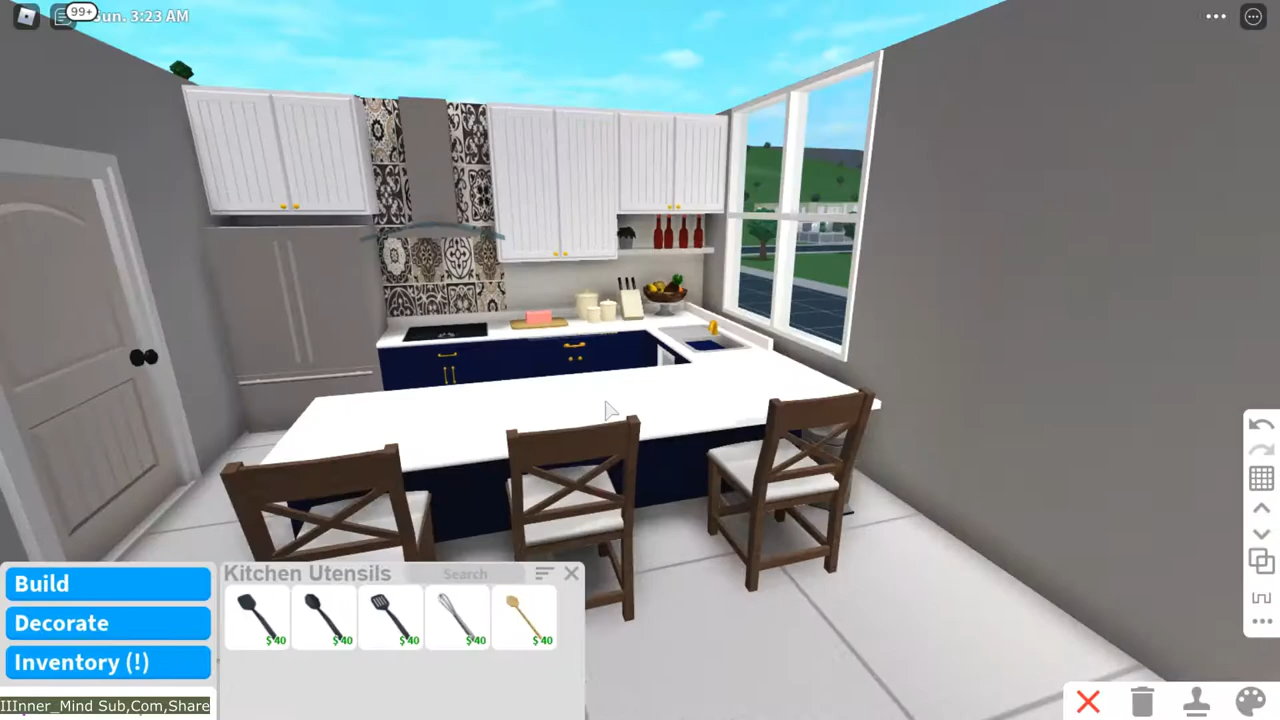 99+
Sun. 3:23 AM
Build
Decorate
Inventory (!)
Kitchen Utensils
Search
$40
$40
$40
$40
$40
IIInner_Mind Sub,Com,Share